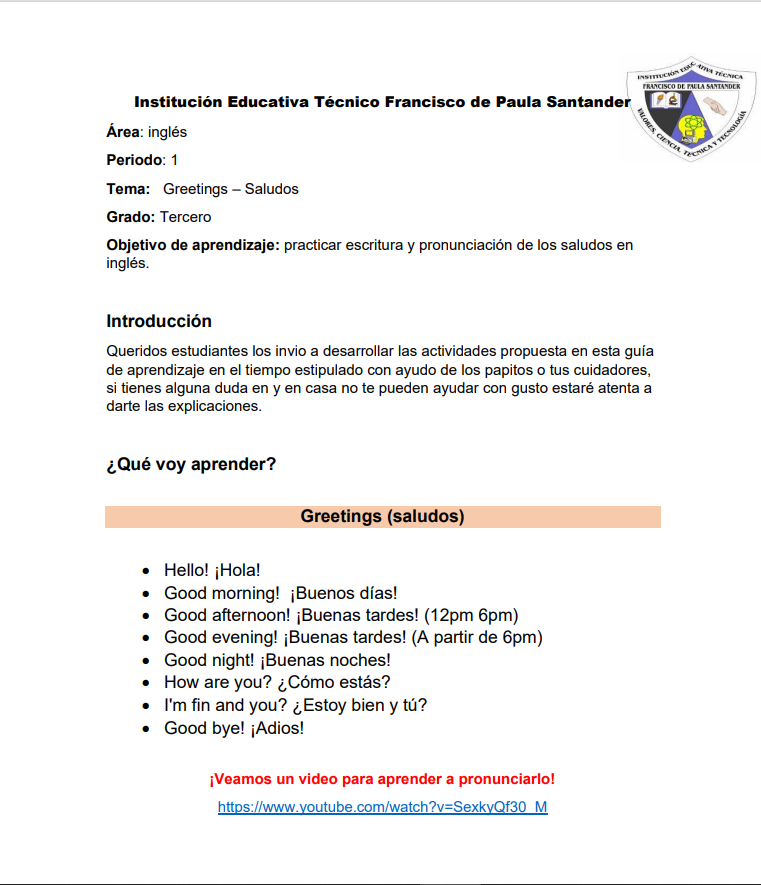 INSTITUCIÓN EDUCATIVA TÉCNICA
FRANCISCO DE PAULA SANTANDER
VALORES, CIENCIA, TÉCNICA Y TECNOLOGÍA
Institución Educativa Técnico Francisco de Paula Santander
Área: inglés
Periodo: 1
Tema: Greetings – Saludos
Grado: Tercero
Objetivo de aprendizaje: practicar escritura y pronunciación de los saludos en
inglés.
Introducción
Queridos estudiantes los invio a desarrollar las actividades propuesta en esta guía
de aprendizaje en el tiempo estipulado con ayudo de los papitos o tus cuidadores,
si tienes alguna duda en y en casa no te pueden ayudar con gusto estaré atenta a
darte las explicaciones.
¿Qué voy aprender?
Greetings (saludos)
• Hello! ¡Hola!
• Good morning!  ¡Buenos días!
• Good afternoon! ¡Buenas tardes! (12pm 6pm)
• Good evening! ¡Buenas tardes! (A partir de 6pm)
• Good night! ¡Buenas noches!
• How are you? ¿Cómo estás?
• I'm fin and you? ¿Estoy bien y tú?
• Good bye! ¡Adios!
¡Veamos un video para aprender a pronunciarlo!
https://www.youtube.com/watch?v=SexkyQf30_M